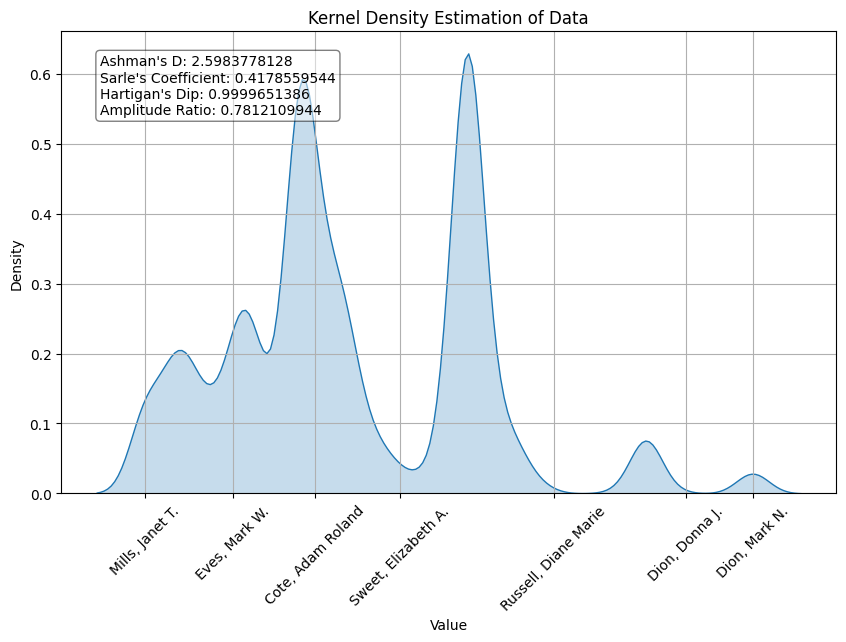 Kernel Density Estimation of Data
Ashman's D: 2.5983778128
Sarle's Coefficient: 0.4178559544
Hartigan's Dip: 0.9999651386
Amplitude Ratio: 0.7812109944
Density
0.6
0.5
0.4
0.3
0.2
0.1
0.0
Mills, Janet T.
Eves, Mark W.
Cote, Adam Roland
Sweet, Elizabeth A.
Russell, Diane Marie
Dion, Donna J.
Dion, Mark N.
Value